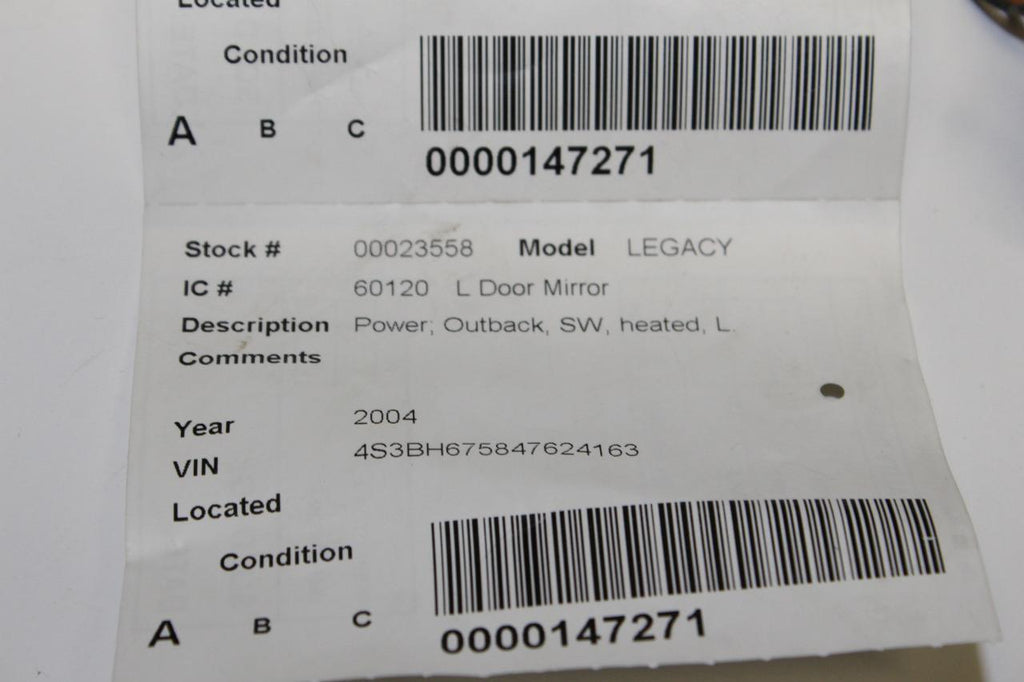 Located
Condition
A B C
0000147271
Stock # 00023558 Model LEGACY
IC # 60120 L Door Mirror
Description Power; Outback, SW, heated, L.
Comments
Year 2004
VIN 4S3BH675847624163
Located
Condition
A B C
0000147271